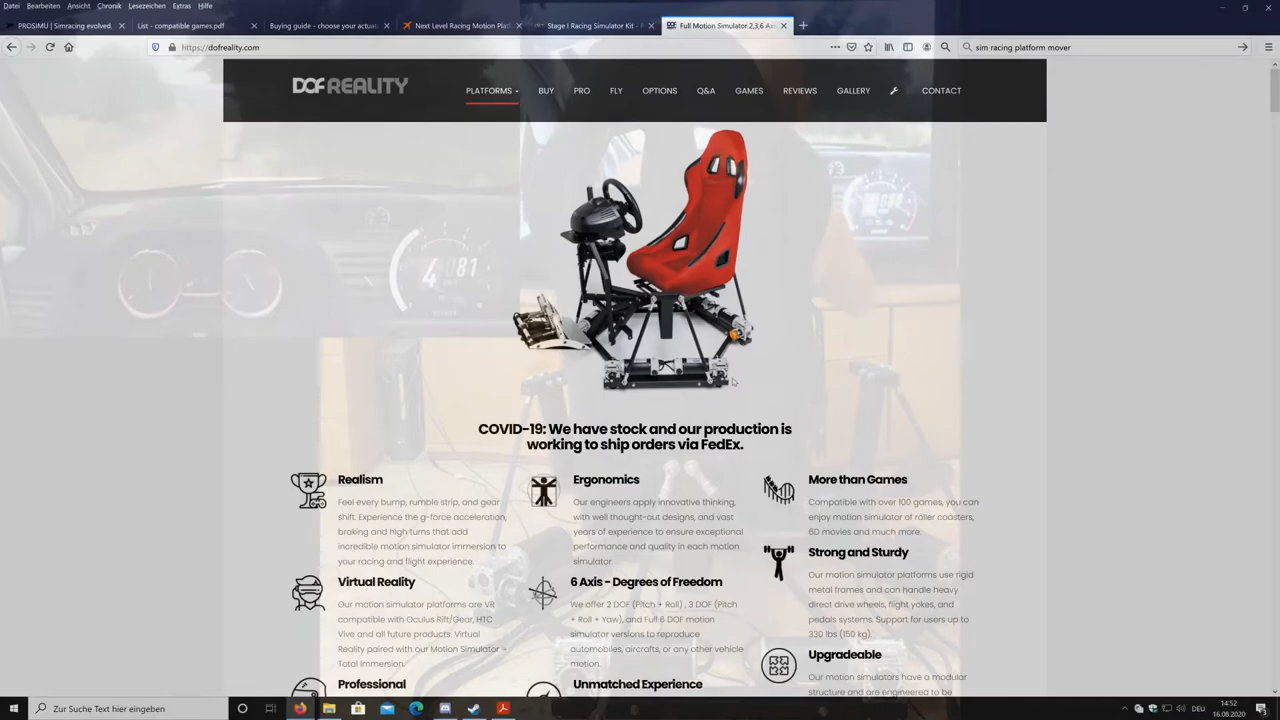 Datei Bearbeiten Ansicht Chronik Lesezeichen Extras Hilfe
PROSIMU | Simracing evolved.
List - compatible games.pdf
Buying guide - choose your actuat
Next Level Racing Motion Plat
Stage I Racing Simulator Kit -
Full Motion Simulator 2,3,6 Axi
https://dofreality.com
sim racing platform mover
DOF REALITY
PLATFORMS BUY PRO FLY OPTIONS Q&A GAMES REVIEWS GALLERY CONTACT
4081
COVID-19: We have stock and our production is
working to ship orders via FedEx.
Realism
Feel every bump, rumble strip, and gear
shift. Experience the g-force acceleration,
braking and high turns that add
incredible motion simulator immersion to
your racing and flight experience.
Virtual Reality
Our motion simulator platforms are VR
compatible with Oculus Rift/Gear, HTC
Vive and all future products. Virtual
Reality paired with our Motion Simulator –
Total Immersion.
Professional
Ergonomics
Our engineers apply innovative thinking,
with well thought-out designs, and vast
years of experience to ensure exceptional
performance and quality in each motion
simulator.
6 Axis - Degrees of Freedom
We offer 2 DOF (Pitch + Roll) , 3 DOF (Pitch
+ Roll + Yaw), and Full 6 DOF motion
simulator versions to reproduce
automobiles, aircrafts, or any other vehicle
motion.
Unmatched Experience
More than Games
Compatible with over 100 games, you can
enjoy motion simulator of roller coasters,
6D movies and much more.
Strong and Sturdy
Our motion simulator platforms use rigid
metal frames and can handle heavy
direct drive wheels, flight yokes, and
pedals systems. Support for users up to
330 lbs (150 kg).
Upgradeable
Our motion simulators have a modular
structure and are engineered to be
Zur Suche Text hier eingeben
DEU
14:52
16.08.2020